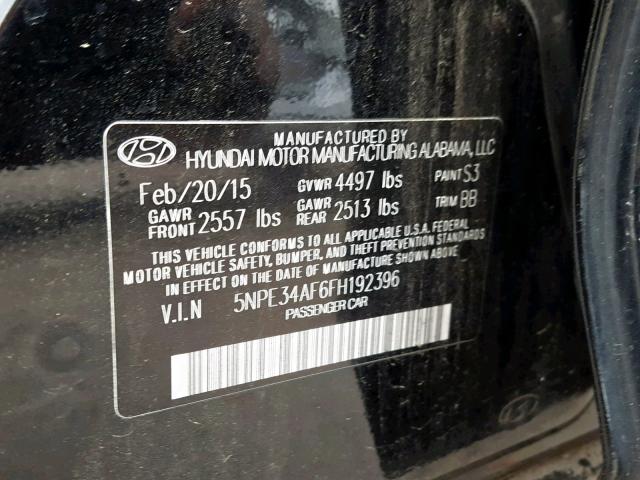 MANUFACTURED BY
HYUNDAI MOTOR MANUFACTURING ALABAMA, LLC
Feb/20/15 GVWR 4497 lbs PAINT S3
GAWR FRONT 2557 lbs GAWR REAR 2513 lbs TRIM BB
THIS VEHICLE CONFORMS TO ALL APPLICABLE U.S.A. FEDERAL
MOTOR VEHICLE SAFETY, BUMPER, AND THEFT PREVENTION STANDARDS
IN EFFECT ON THE DATE OF MANUFACTURE SHOWN ABOVE.
V.I.N 5NPE34AF6FH192396
PASSENGER CAR